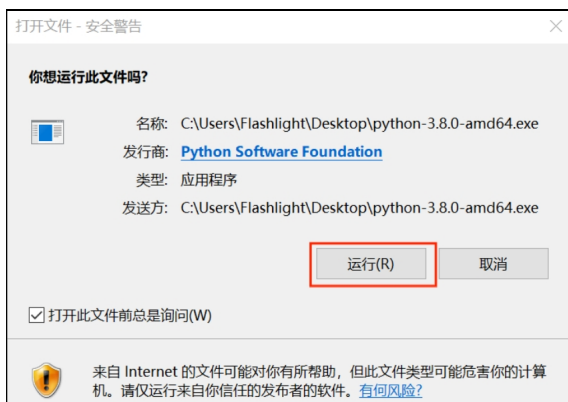 打开文件 - 安全警告
你想运行此文件吗?
名称: C:\Users\Flashlight\Desktop\python-3.8.0-amd64.exe
发行商: Python Software Foundation
类型: 应用程序
发送方: C:\Users\Flashlight\Desktop\python-3.8.0-amd64.exe
运行(R) 取消
打开此文件前总是询问(W)
来自 Internet 的文件可能对你有所帮助，但此文件类型可能危害你的计算
机。请仅运行来自你信任的发布者的软件。有何风险?